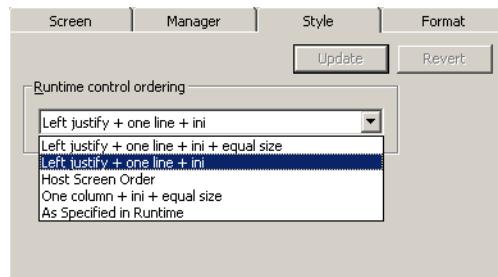 Screen Manager Style Format
Update Revert
Runtime control ordering
Left justify + one line + ini
Left justify + one line + ini + equal size
Left justify + one line + ini
Host Screen Order
One column + ini + equal size
As Specified in Runtime